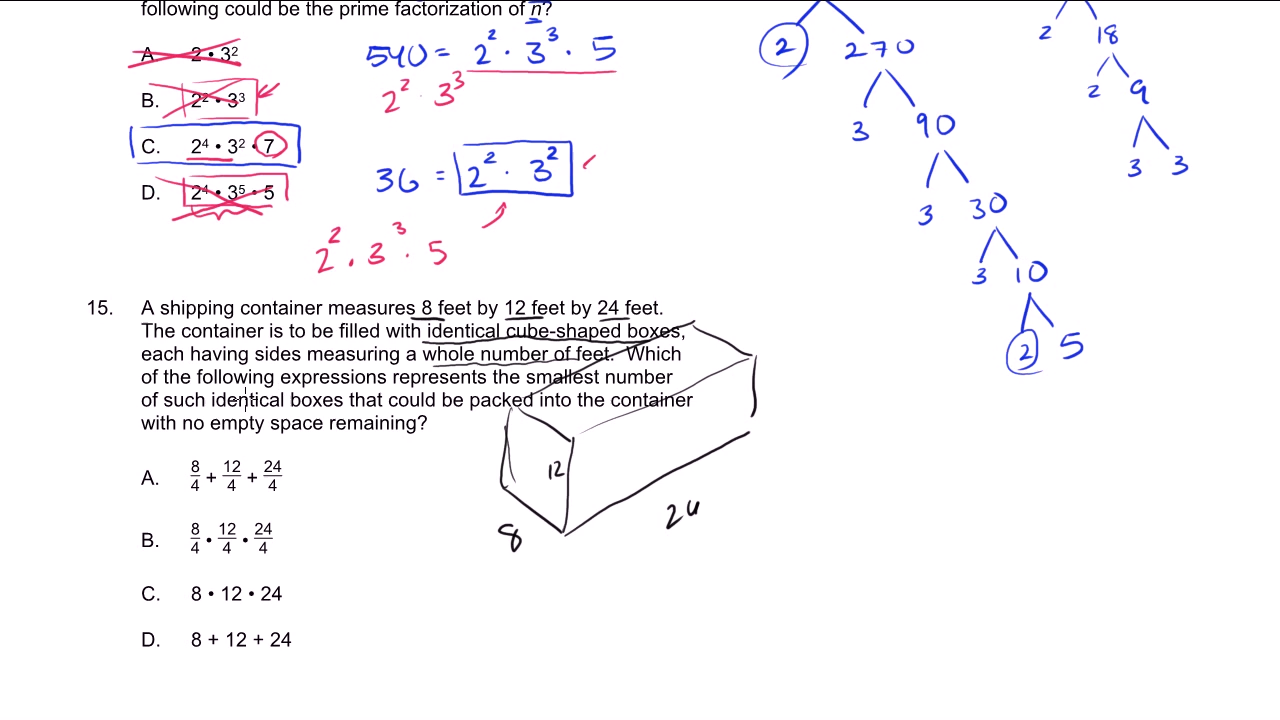 following could be the prime factorization of n?
A. 2 • 3²
540 = 2² · 3³ · 5
B. 2² • 3³
2² · 3³
C. 2⁴ • 3² • 7
36 = 2² · 3²
D. 2⁴ • 3⁵ • 5
2² · 3³ · 5
2 270
3 90
3 30
3 10
2 5
2 18
2 9
3 3
15. A shipping container measures 8 feet by 12 feet by 24 feet.
The container is to be filled with identical cube-shaped boxes,
each having sides measuring a whole number of feet. Which
of the following expressions represents the smallest number
of such identical boxes that could be packed into the container
with no empty space remaining?
A. 8/4 + 12/4 + 24/4
B. 8/4 • 12/4 • 24/4
C. 8 • 12 • 24
D. 8 + 12 + 24
12
8
24